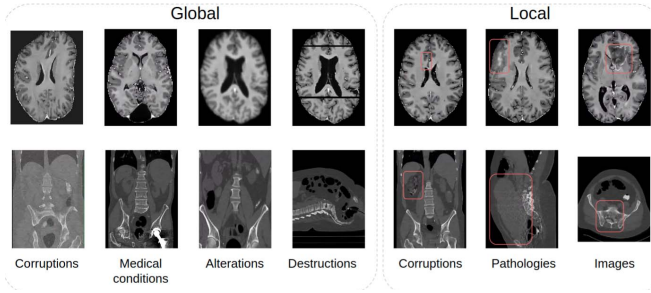 Global
Local
Corruptions
Medical
conditions
Alterations
Destructions
Corruptions
Pathologies
Images